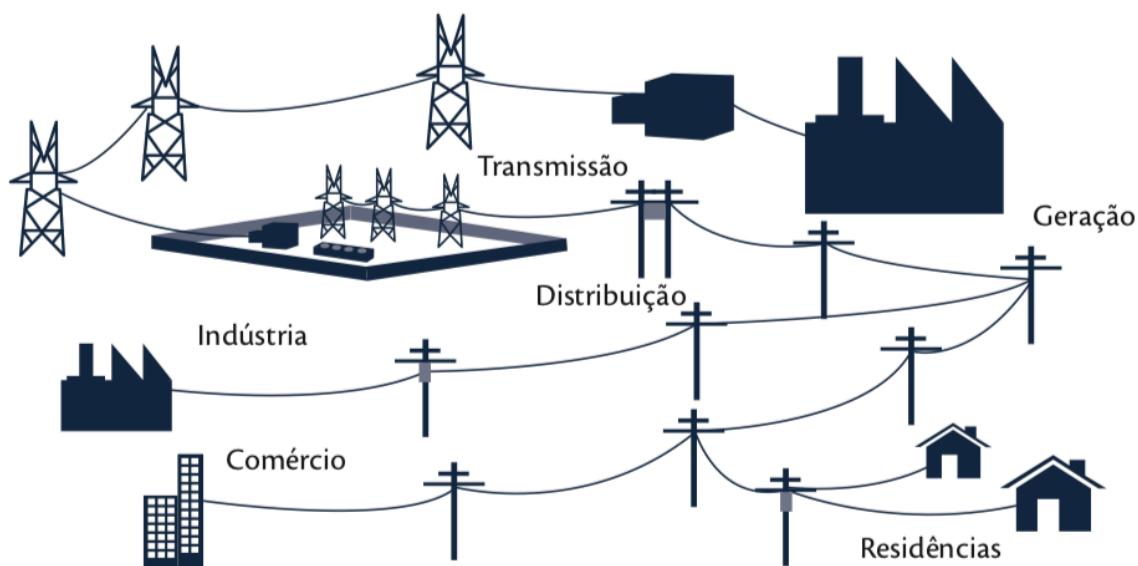 Transmissão
Geração
Distribuição
Indústria
Comércio
Residências